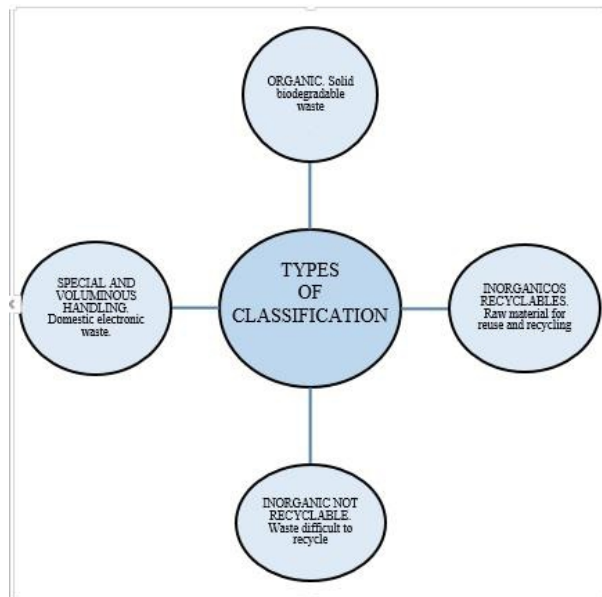 ORGANIC. Solid
biodegradable
waste
SPECIAL AND
VOLUMINOUS
HANDLING.
Domestic electronic
waste.
TYPES
OF
CLASSIFICATION
INORGANICOS
RECYCLABLES.
Raw material for
reuse and recycling
INORGANIC NOT
RECYCLABLE.
Waste difficult to
recycle